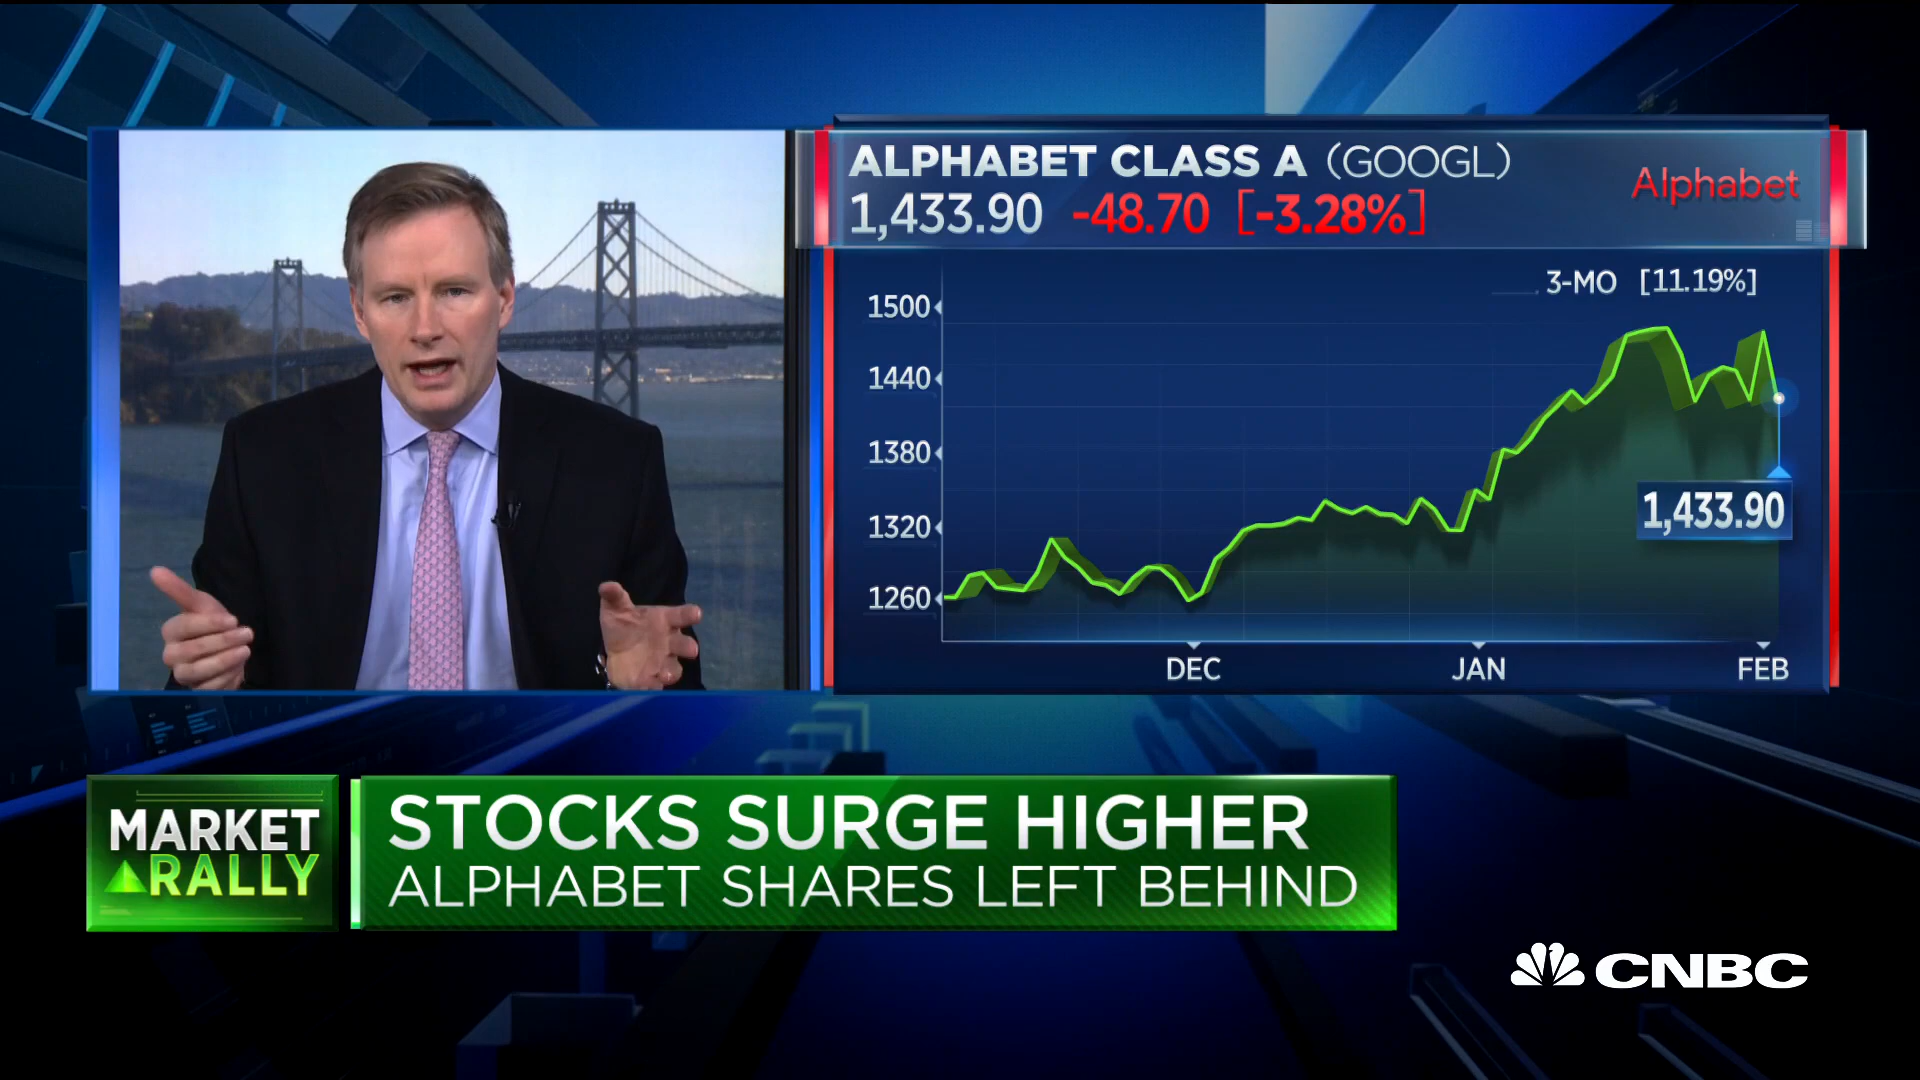 ALPHABET CLASS A (GOOGL)
1,433.90 -48.70 [-3.28%]
Alphabet
3-MO [11.19%]
1500
1440
1380
1320
1260
1,433.90
DEC JAN FEB
MARKET
RALLY
STOCKS SURGE HIGHER
ALPHABET SHARES LEFT BEHIND
CNBC